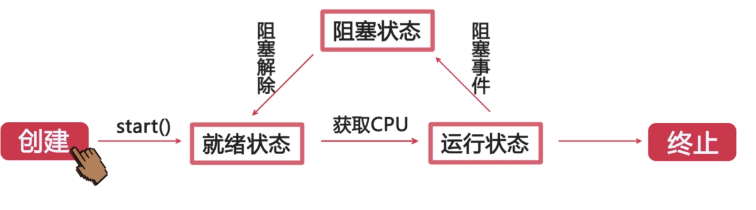 阻塞状态
阻塞解除
阻塞事件
创建
start()
就绪状态
获取CPU
运行状态
终止